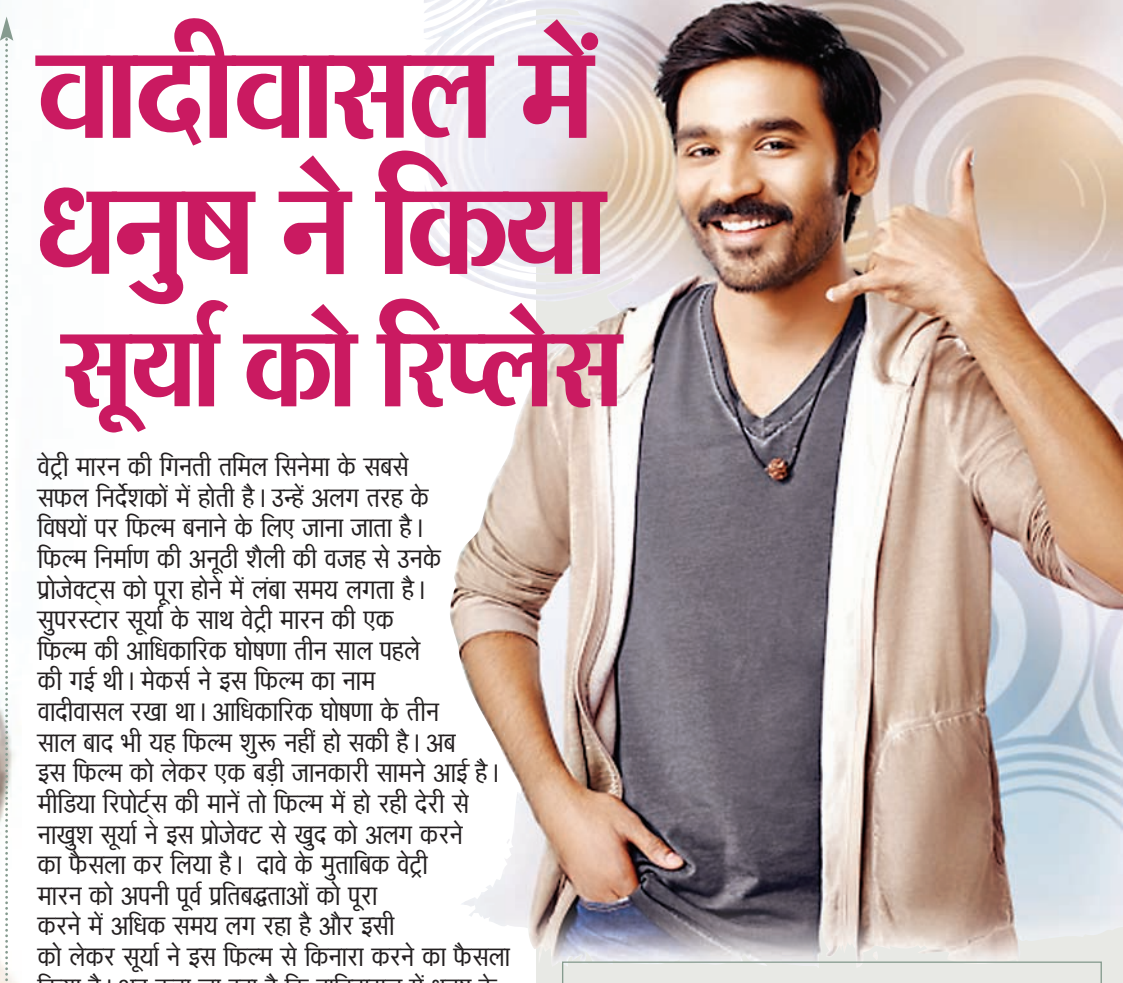 वादीवासल में
धनुष ने किया
सूर्या को रिप्लेस
वेट्री मारन की गिनती तमिल सिनेमा के सबसे
सफल निर्देशकों में होती है। उन्हें अलग तरह के
विषयों पर फिल्म बनाने के लिए जाना जाता है।
फिल्म निर्माण की अनूठी शैली की वजह से उनके
प्रोजेक्ट्स को पूरा होने में लंबा समय लगता है।
सुपरस्टार सूर्या के साथ वेट्री मारन की एक
फिल्म की आधिकारिक घोषणा तीन साल पहले
की गई थी। मेकर्स ने इस फिल्म का नाम
वादीवासल रखा था। आधिकारिक घोषणा के तीन
साल बाद भी यह फिल्म शुरू नहीं हो सकी है। अब
इस फिल्म को लेकर एक बड़ी जानकारी सामने आई है।
मीडिया रिपोर्ट्स की मानें तो फिल्म में हो रही देरी से
नाखुश सूर्या ने इस प्रोजेक्ट से खुद को अलग करने
का फैसला कर लिया है। दावे के मुताबिक वेट्री
मारन को अपनी पूर्व प्रतिबद्धताओं को पूरा
करने में अधिक समय लग रहा है और इसी
को लेकर सूर्या ने इस फिल्म से किनारा करने का फैसला